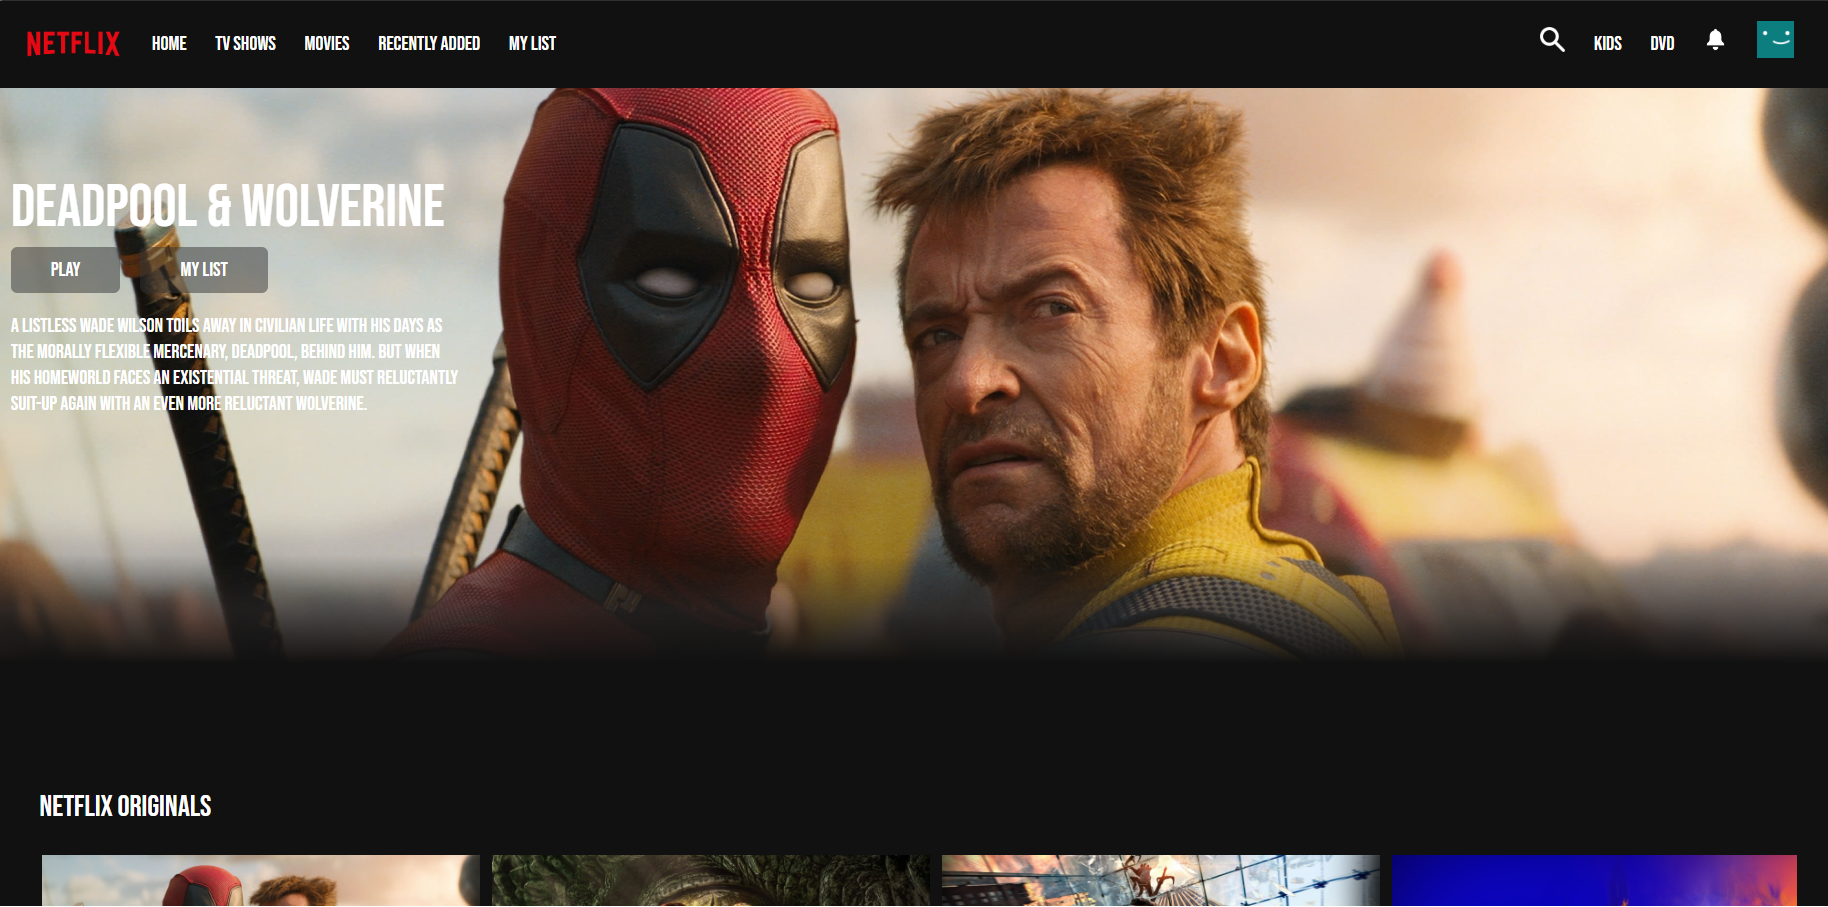 NETFLIX HOME TV SHOWS MOVIES RECENTLY ADDED MY LIST KIDS DVD
DEADPOOL & WOLVERINE
PLAY MY LIST
A LISTLESS WADE WILSON TOILS AWAY IN CIVILIAN LIFE WITH HIS DAYS AS
THE MORALLY FLEXIBLE MERCENARY, DEADPOOL, BEHIND HIM. BUT WHEN
HIS HOMEWORLD FACES AN EXISTENTIAL THREAT, WADE MUST RELUCTANTLY
SUIT-UP AGAIN WITH AN EVEN MORE RELUCTANT WOLVERINE.
NETFLIX ORIGINALS